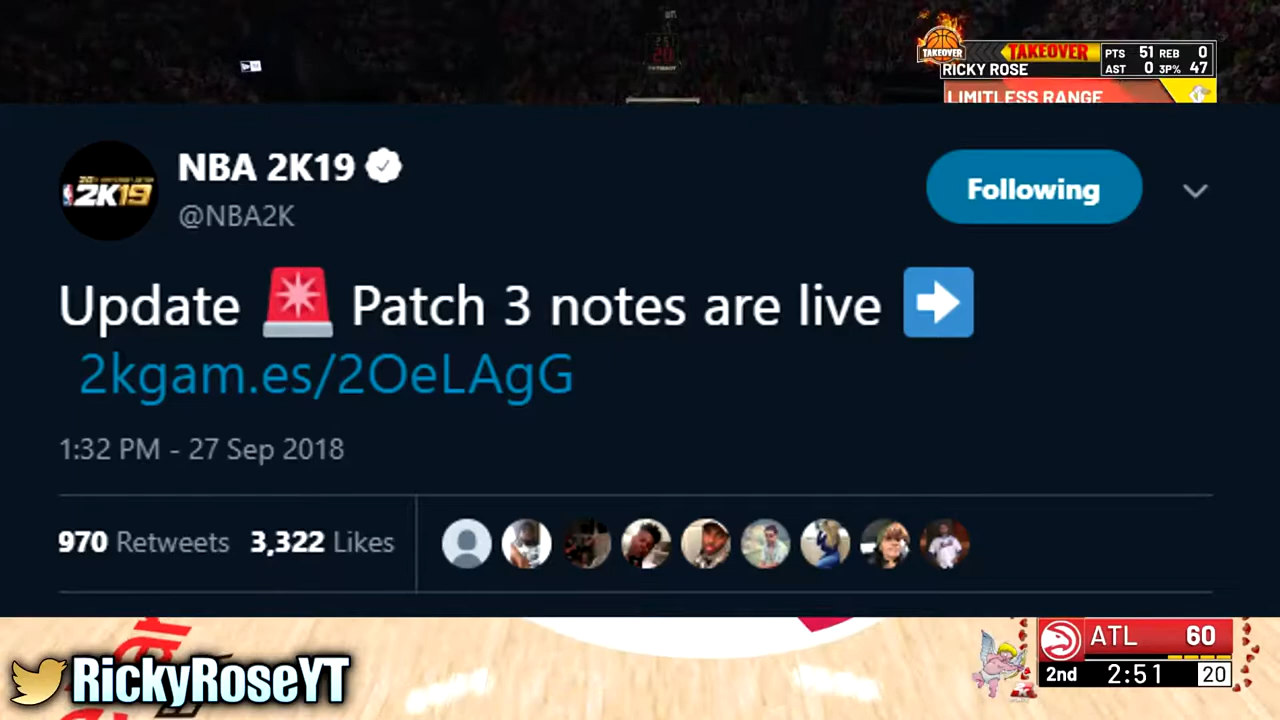 TAKEOVER
TAKEOVER
PTS 51 REB 0
RICKY ROSE
AST 0 3P% 47
LIMITLESS RANGE
2K19
NBA 2K19
@NBA2K
Following
Update 🚨 Patch 3 notes are live ➡️
2kgam.es/2OeLAgG
1:32 PM - 27 Sep 2018
970 Retweets 3,322 Likes
ATL 60
2nd 2:51 20
RickyRoseYT